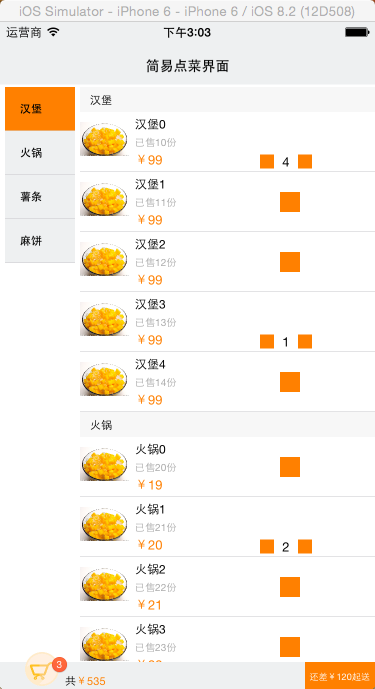 iOS Simulator - iPhone 6 - iPhone 6 / iOS 8.2 (12D508)
运营商 下午3:03
简易点菜界面
汉堡
火锅
薯条
麻饼
汉堡
汉堡0
已售10份
￥99
4
汉堡1
已售11份
￥99
汉堡2
已售12份
￥99
汉堡3
已售13份
￥99
1
汉堡4
已售14份
￥99
火锅
火锅0
已售20份
￥19
火锅1
已售21份
￥20
2
火锅2
已售22份
￥21
火锅3
已售23份
3
共￥535
还差￥120起送